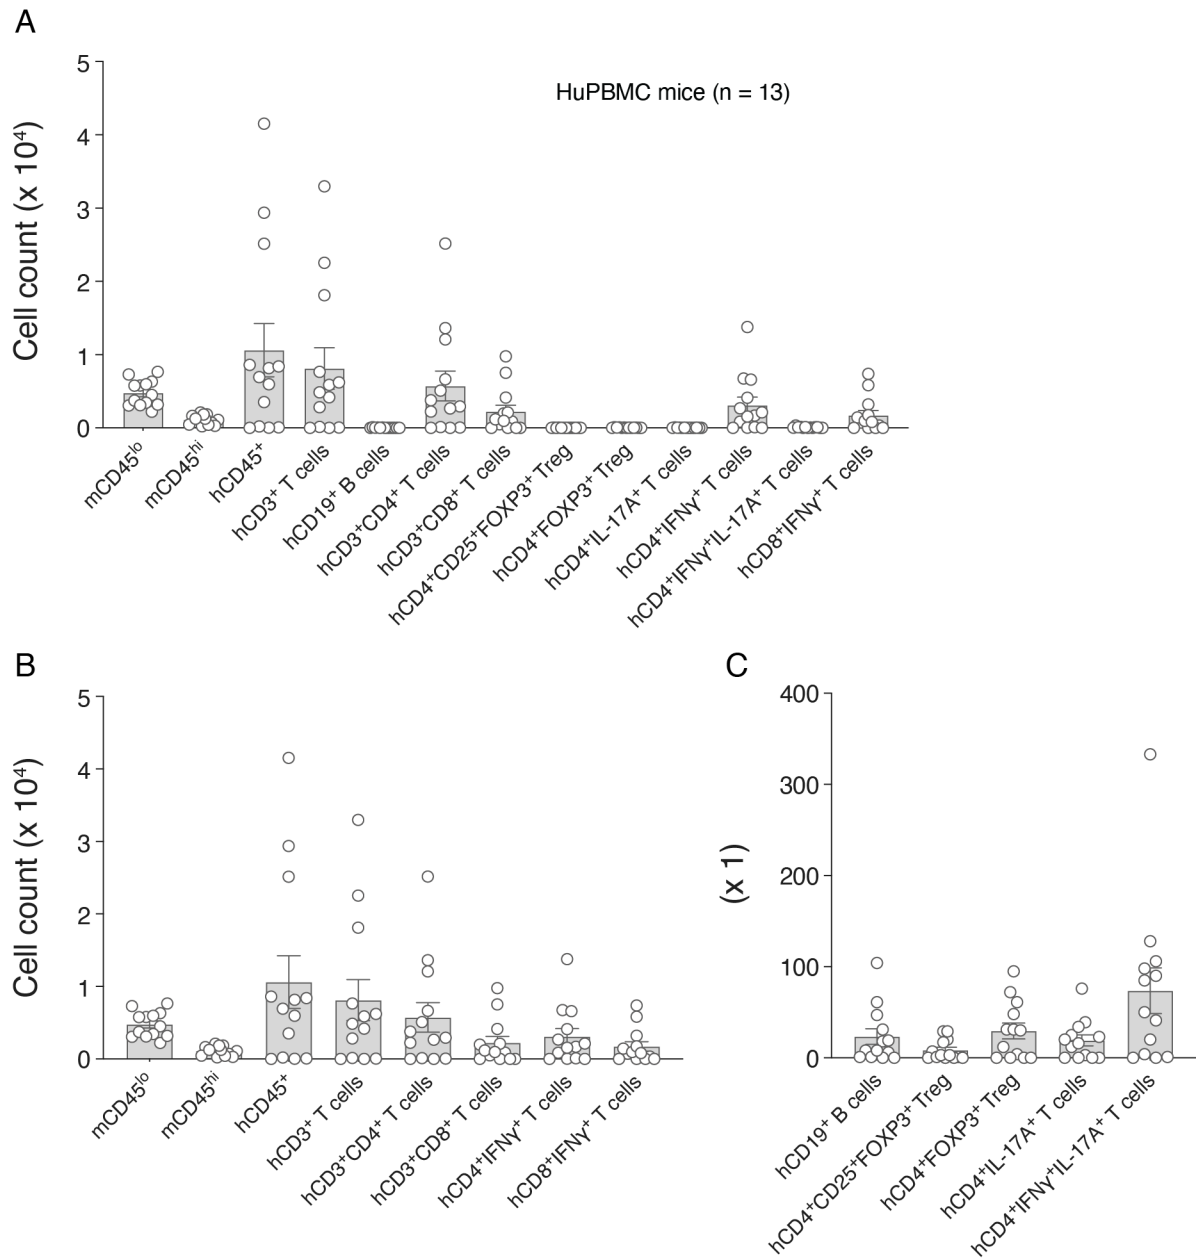 A
5
4
3
2
1
0
Cell count (x 10⁴)
HuPBMC mice (n = 13)
mCD45ˡᵒ
mCD45ʰⁱ
hCD45⁺
hCD3⁺ T cells
hCD19⁺ B cells
hCD3⁺CD4⁺ T cells
hCD3⁺CD8⁺ T cells
hCD4⁺CD25⁺FOXP3⁺ Treg
hCD4⁺FOXP3⁺ Treg
hCD4⁺IL-17A⁺ T cells
hCD4⁺IFNγ⁺ T cells
hCD4⁺IFNγ⁺IL-17A⁺ T cells
hCD8⁺IFNγ⁺ T cells
B
5
4
3
2
1
0
Cell count (x 10⁴)
mCD45ˡᵒ
mCD45ʰⁱ
hCD45⁺
hCD3⁺ T cells
hCD3⁺CD4⁺ T cells
hCD3⁺CD8⁺ T cells
hCD4⁺IFNγ⁺ T cells
hCD8⁺IFNγ⁺ T cells
C
400
300
200
100
0
(x 1)
hCD19⁺ B cells
hCD4⁺CD25⁺FOXP3⁺ Treg
hCD4⁺FOXP3⁺ Treg
hCD4⁺IL-17A⁺ T cells
hCD4⁺IFNγ⁺IL-17A⁺ T cells